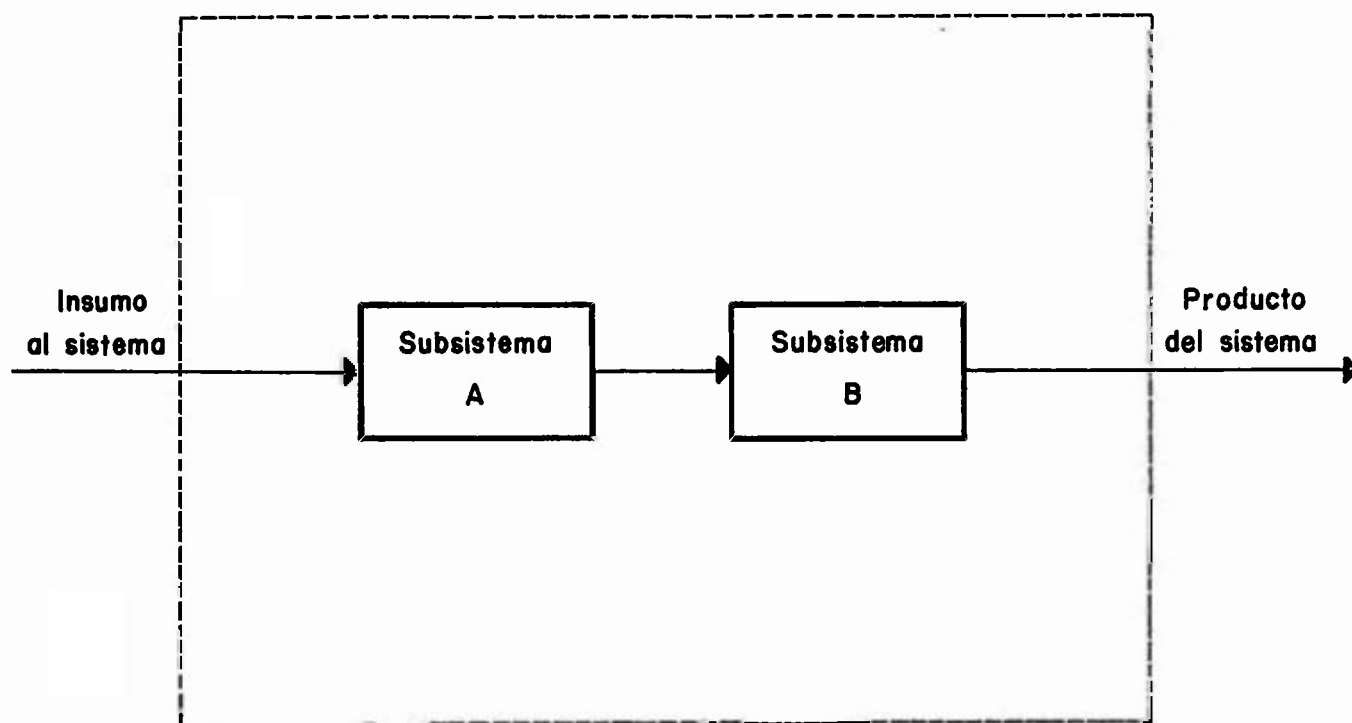 Insumo
al sistema
Subsistema
A
Subsistema
B
Producto
del sistema